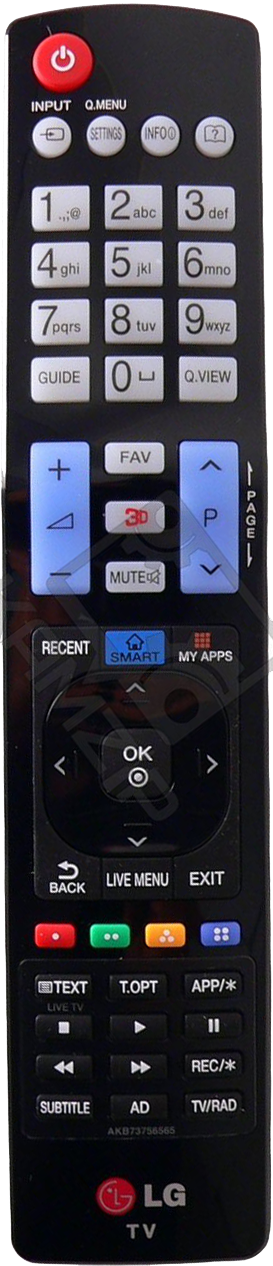 INPUT Q.MENU
SETTINGS INFO ⓘ ?
1 .,;@ 2 abc 3 def
4 ghi 5 jkl 6 mno
7 pqrs 8 tuv 9 wxyz
GUIDE 0 Q.VIEW
+ FAV
3D P PAGE
− MUTE
RECENT SMART MY APPS
OK
BACK LIVE MENU EXIT
TEXT T.OPT APP/*
LIVE TV
REC/*
SUBTITLE AD TV/RAD
AKB73756565
LG
TV